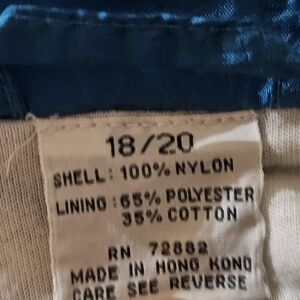 18/20
SHELL: 100% NYLON
LINING: 65% POLYESTER
35% COTTON
RN 72882
MADE IN HONG KONG
CARE SEE REVERSE